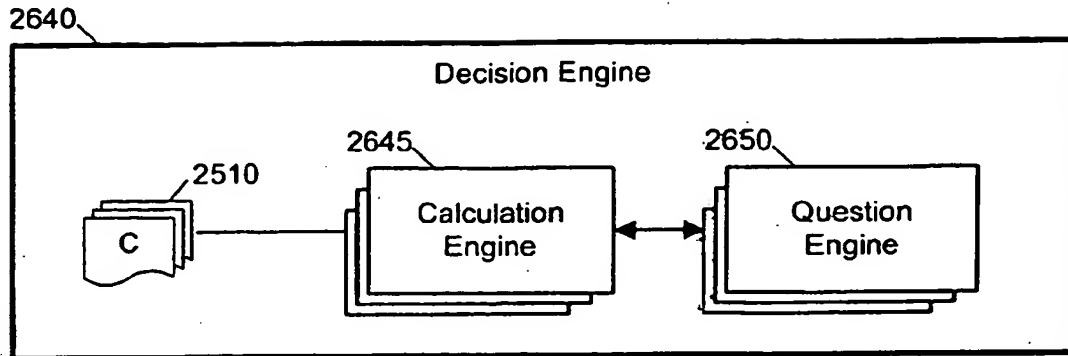 2640
Decision Engine
2645
2650
2510
C
Calculation
Engine
Question
Engine